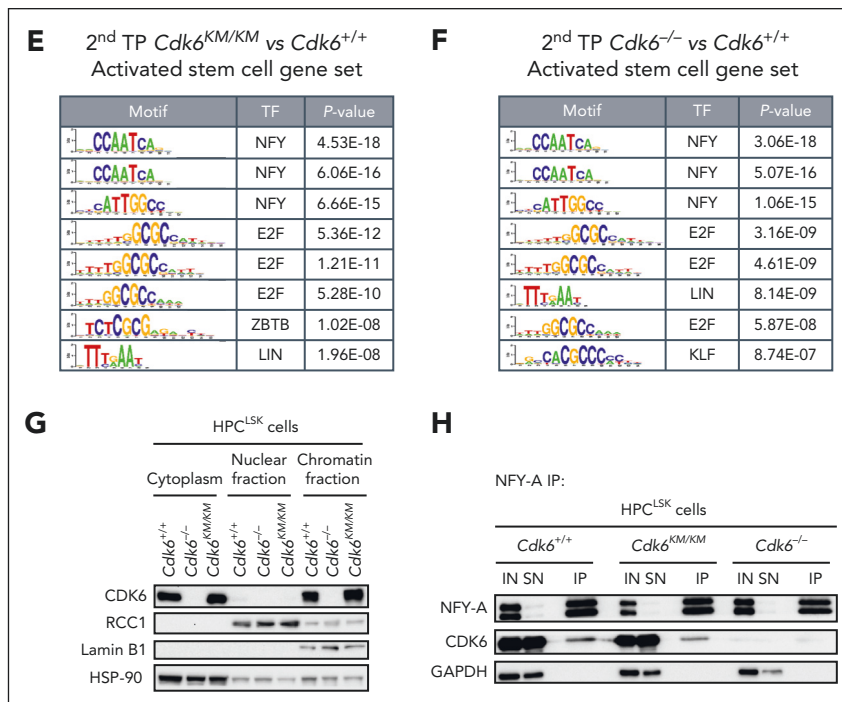 E
2nd TP Cdk6KM/KM vs Cdk6+/+
Activated stem cell gene set
Motif TF P-value
CCAATCA NFY 4.53E-18
CCAATCA NFY 6.06E-16
CATTGGCC NFY 6.66E-15
TTGGCGCCATT E2F 5.36E-12
TTTGGCGCCATT E2F 1.21E-11
TTGGCGCCAAA E2F 5.28E-10
TCTCGCG ZBTB 1.02E-08
TTTGAAT LIN 1.96E-08
F
2nd TP Cdk6–/– vs Cdk6+/+
Activated stem cell gene set
Motif TF P-value
CCAATCA NFY 3.06E-18
CCAATCA NFY 5.07E-16
CATTGGCC NFY 1.06E-15
TTGGCGCCATT E2F 3.16E-09
TTTGGCGCCATT E2F 4.61E-09
TTTGAAT LIN 8.14E-09
TTGGCGCCAAA E2F 5.87E-08
CACGCCC KLF 8.74E-07
G
HPCLSK cells
Cytoplasm Nuclear fraction Chromatin fraction
Cdk6+/+ Cdk6–/– Cdk6KM/KM Cdk6+/+ Cdk6–/– Cdk6KM/KM Cdk6+/+ Cdk6–/– Cdk6KM/KM
CDK6
RCC1
Lamin B1
HSP-90
H
NFY-A IP:
HPCLSK cells
Cdk6+/+ Cdk6KM/KM Cdk6–/–
IN SN IP IN SN IP IN SN IP
NFY-A
CDK6
GAPDH